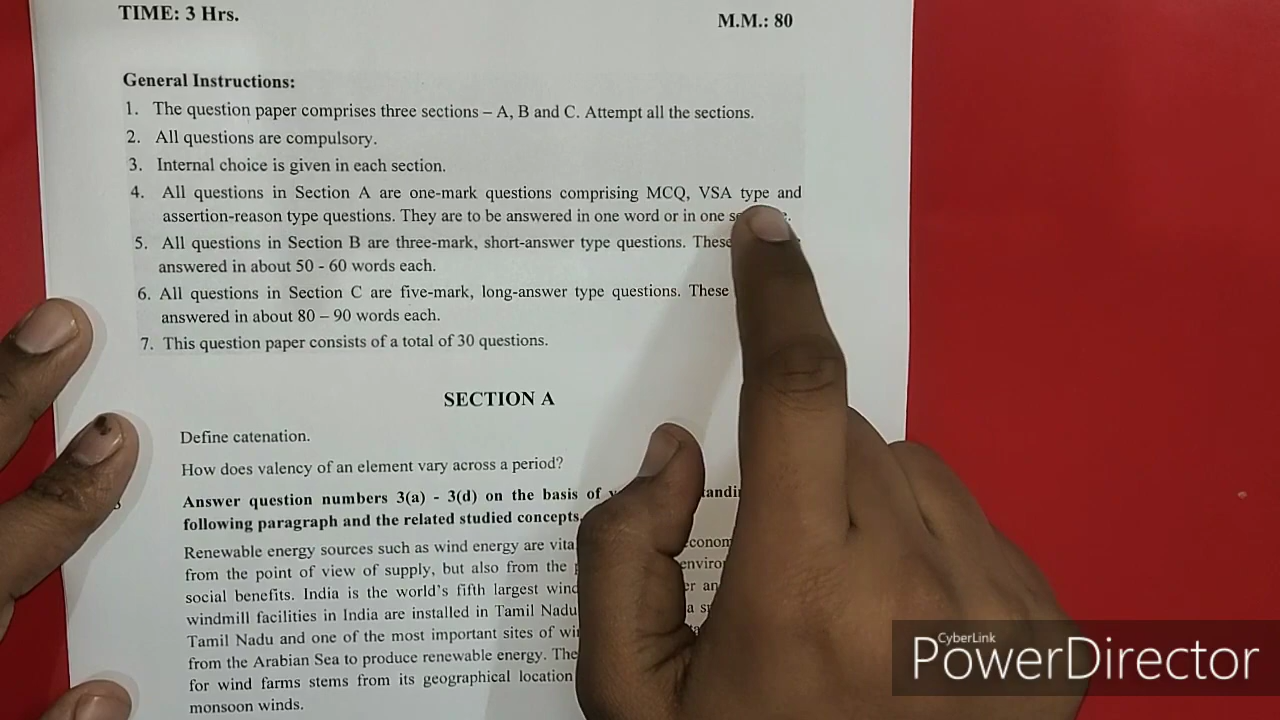 TIME: 3 Hrs.
M.M.: 80
General Instructions:
1. The question paper comprises three sections – A, B and C. Attempt all the sections.
2. All questions are compulsory.
3. Internal choice is given in each section.
4. All questions in Section A are one-mark questions comprising MCQ, VSA type and
assertion-reason type questions. They are to be answered in one word or in one
5. All questions in Section B are three-mark, short-answer type questions. These
answered in about 50 - 60 words each.
6. All questions in Section C are five-mark, long-answer type questions. These
answered in about 80 – 90 words each.
7. This question paper consists of a total of 30 questions.
SECTION A
Define catenation.
How does valency of an element vary across a period?
Answer question numbers 3(a) - 3(d) on the basis of
following paragraph and the related studied concepts.
Renewable energy sources such as wind energy are
from the point of view of supply, but also from the
social benefits. India is the world's fifth largest
windmill facilities in India are installed in Tamil Nadu
Tamil Nadu and one of the most important sites of
from the Arabian Sea to produce renewable energy. The
for wind farms stems from its geographical location
monsoon winds.
CyberLink
PowerDirector